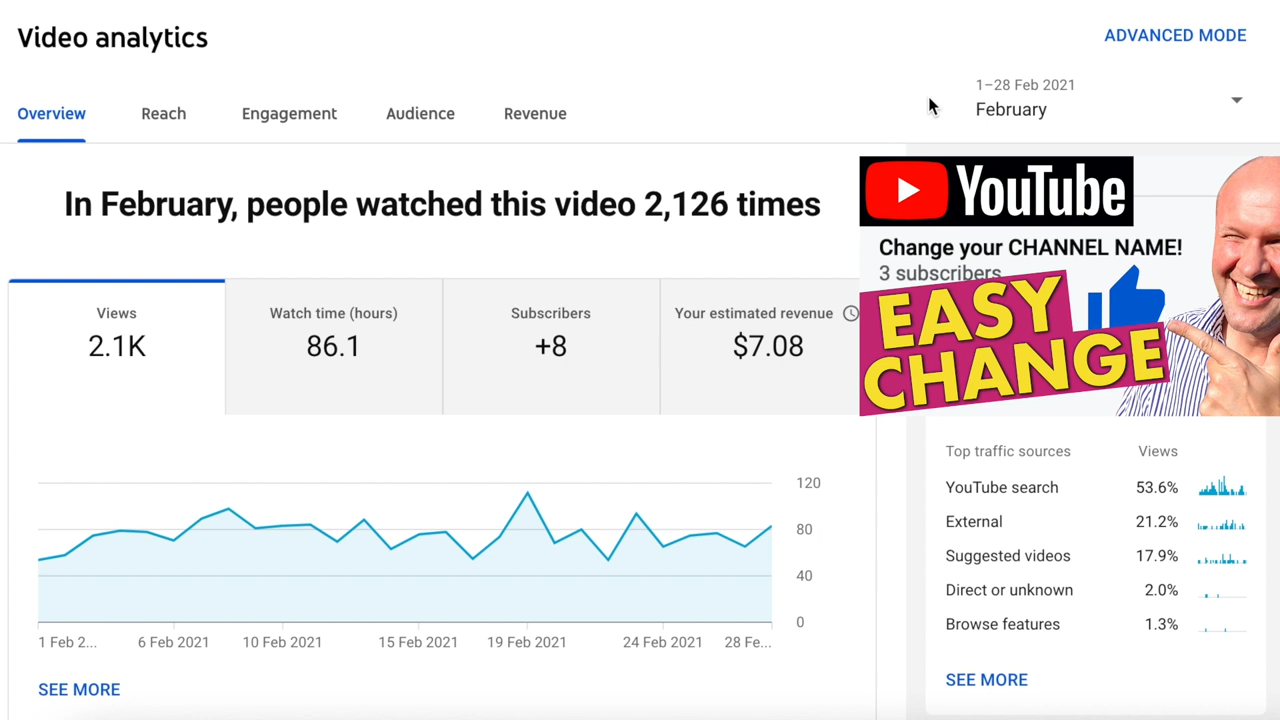 Video analytics
ADVANCED MODE
1–28 Feb 2021
February
Overview
Reach
Engagement
Audience
Revenue
In February, people watched this video 2,126 times
YouTube
Change your CHANNEL NAME!
3 subscribers
EASY
CHANGE
Views
2.1K
Watch time (hours)
86.1
Subscribers
+8
Your estimated revenue
$7.08
120
80
40
0
1 Feb 2...
6 Feb 2021
10 Feb 2021
15 Feb 2021
19 Feb 2021
24 Feb 2021
28 Fe...
SEE MORE
Top traffic sources Views
YouTube search 53.6%
External 21.2%
Suggested videos 17.9%
Direct or unknown 2.0%
Browse features 1.3%
SEE MORE